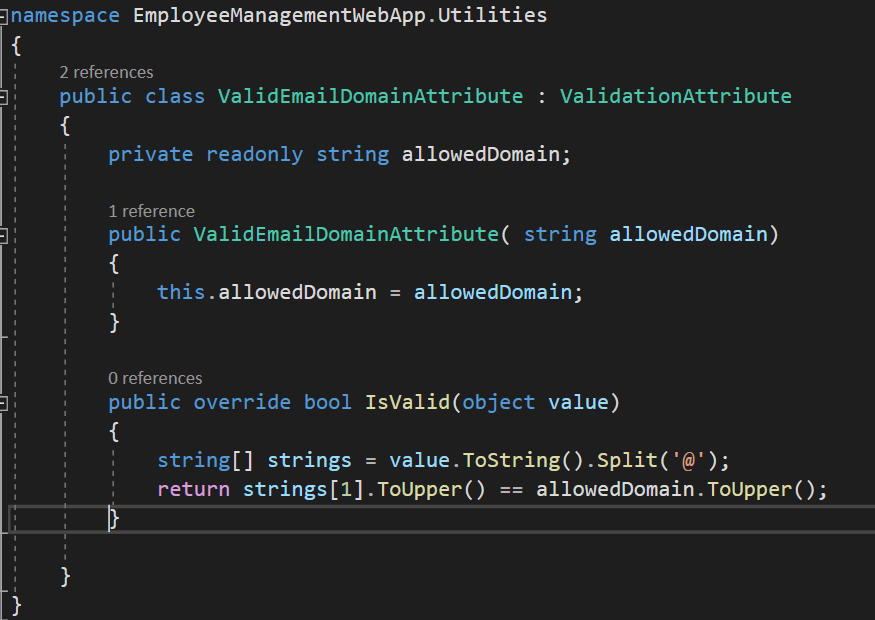 namespace EmployeeManagementWebApp.Utilities
{
2 references
public class ValidEmailDomainAttribute : ValidationAttribute
{
private readonly string allowedDomain;
1 reference
public ValidEmailDomainAttribute( string allowedDomain)
{
this.allowedDomain = allowedDomain;
}
0 references
public override bool IsValid(object value)
{
string[] strings = value.ToString().Split('@');
return strings[1].ToUpper() == allowedDomain.ToUpper();
}
}
}